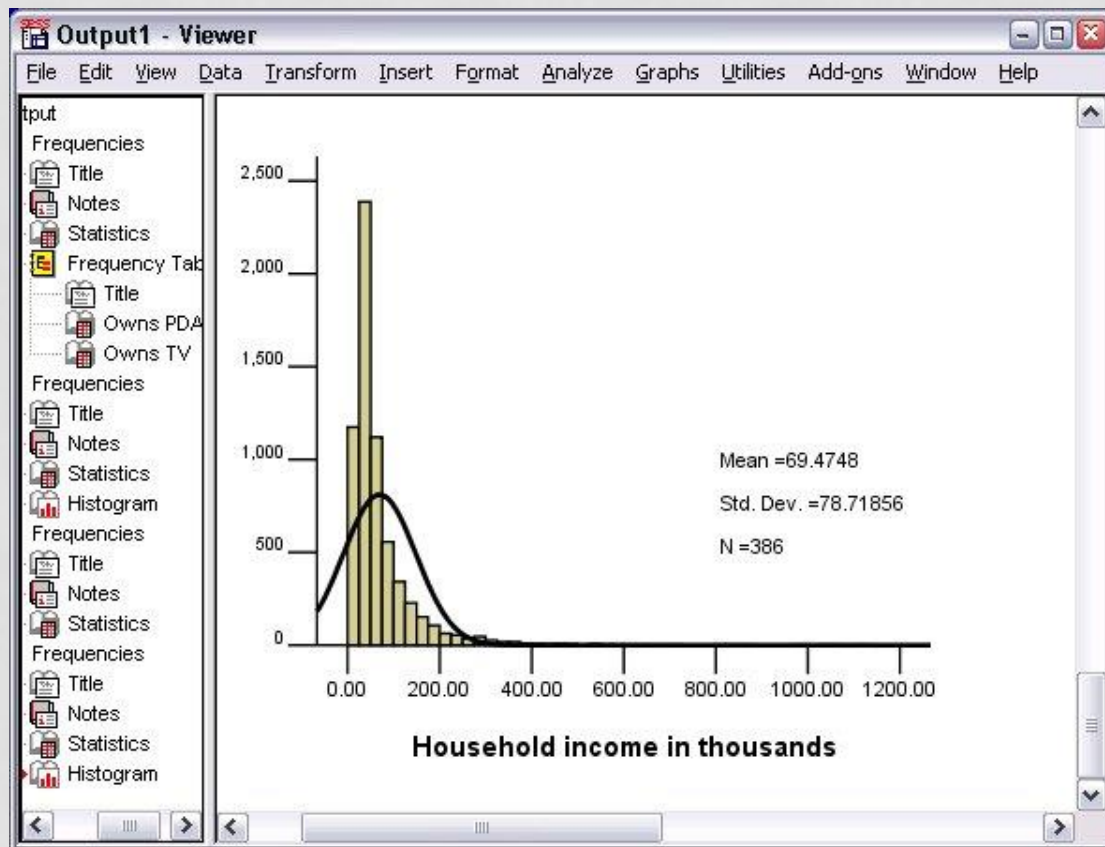 Output1 - Viewer
File Edit View Data Transform Insert Format Analyze Graphs Utilities Add-ons Window Help
tput
Frequencies
Title
Notes
Statistics
Frequency Tab
Title
Owns PDA
Owns TV
Frequencies
Title
Notes
Statistics
Histogram
Frequencies
Title
Notes
Statistics
Frequencies
Title
Notes
Statistics
Histogram
2,500
2,000
1,500
1,000
500
0
0.00 200.00 400.00 600.00 800.00 1000.00 1200.00
Household income in thousands
Mean =69.4748
Std. Dev. =78.71856
N =386